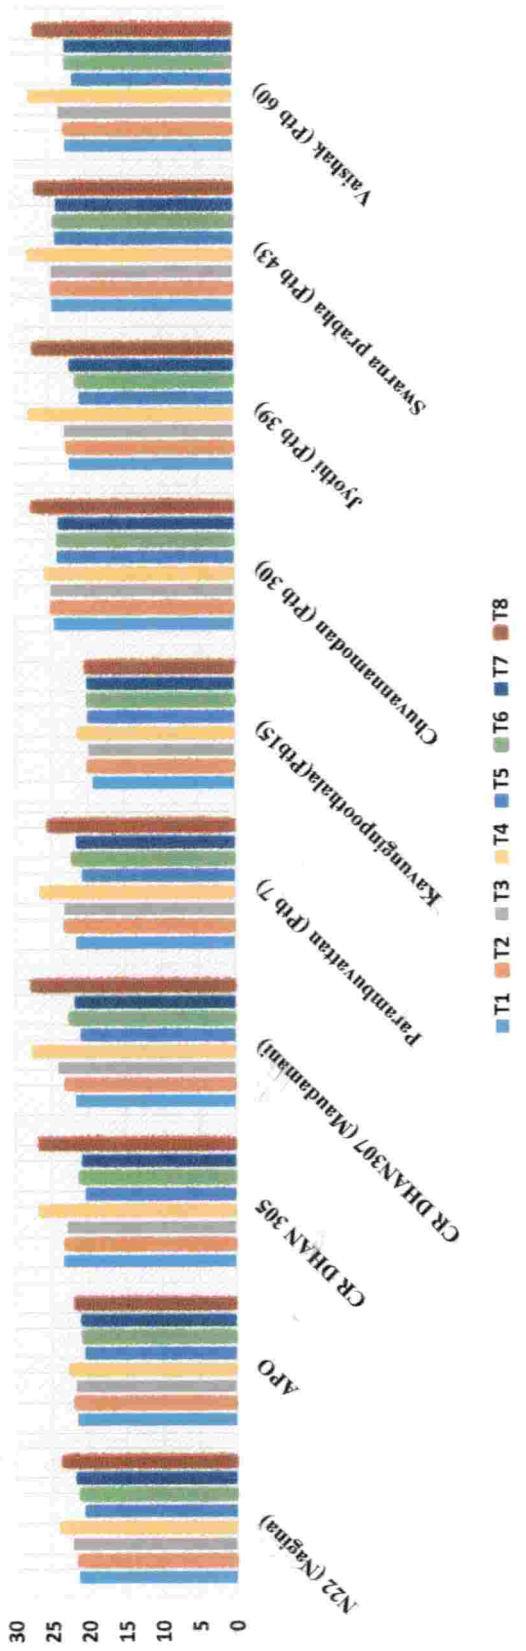 30
25
20
15
10
5
0
N22 (Nagina)
APO
CR DHAN 305
CR DHAN307 (Maudamani)
Parambuvattan (Ptb 7)
Kavunginpoothala(Ptb15)
Chuvannamodan (Ptb 30)
Jyothi (Ptb 39)
Swarna prabha (Ptb 43)
Vaishak (Ptb 60)
T1 T2 T3 T4 T5 T6 T7 T8